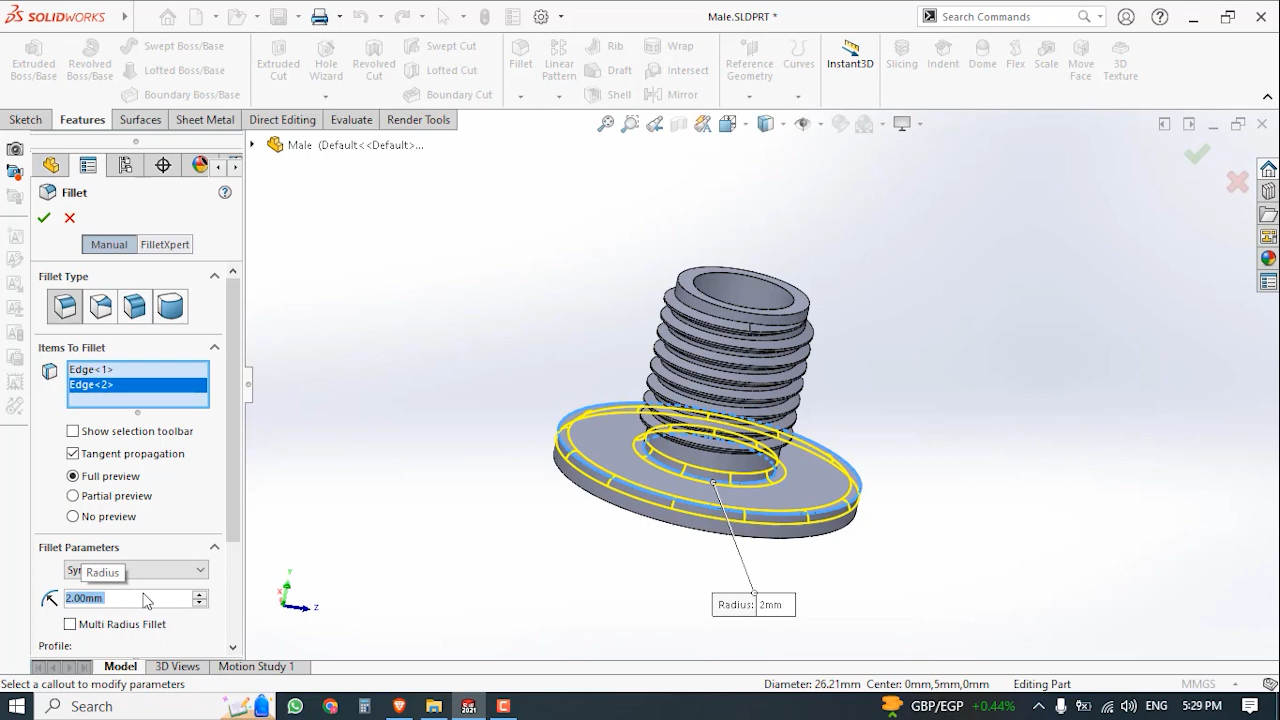 SOLIDWORKS
Male.SLDPRT *
Search Commands
Extruded Boss/Base
Revolved Boss/Base
Swept Boss/Base
Lofted Boss/Base
Boundary Boss/Base
Extruded Cut
Hole Wizard
Revolved Cut
Swept Cut
Lofted Cut
Boundary Cut
Fillet
Linear Pattern
Rib
Draft
Shell
Wrap
Intersect
Mirror
Reference Geometry
Curves
Instant3D
Slicing
Indent
Dome
Flex
Scale
Move Face
3D Texture
Sketch
Features
Surfaces
Sheet Metal
Direct Editing
Evaluate
Render Tools
Male (Default<<Default>...
Fillet
Manual
FilletXpert
Fillet Type
Items To Fillet
Edge<1>
Edge<2>
Show selection toolbar
Tangent propagation
Full preview
Partial preview
No preview
Fillet Parameters
Radius
2.00mm
Multi Radius Fillet
Profile:
Y
X
Z
Radius: 2mm
Model
3D Views
Motion Study 1
Select a callout to modify parameters
Diameter: 26.21mm Center: 0mm,5mm,0mm
Editing Part
MMGS
Search
GBP/EGP +0.44%
5:29 PM